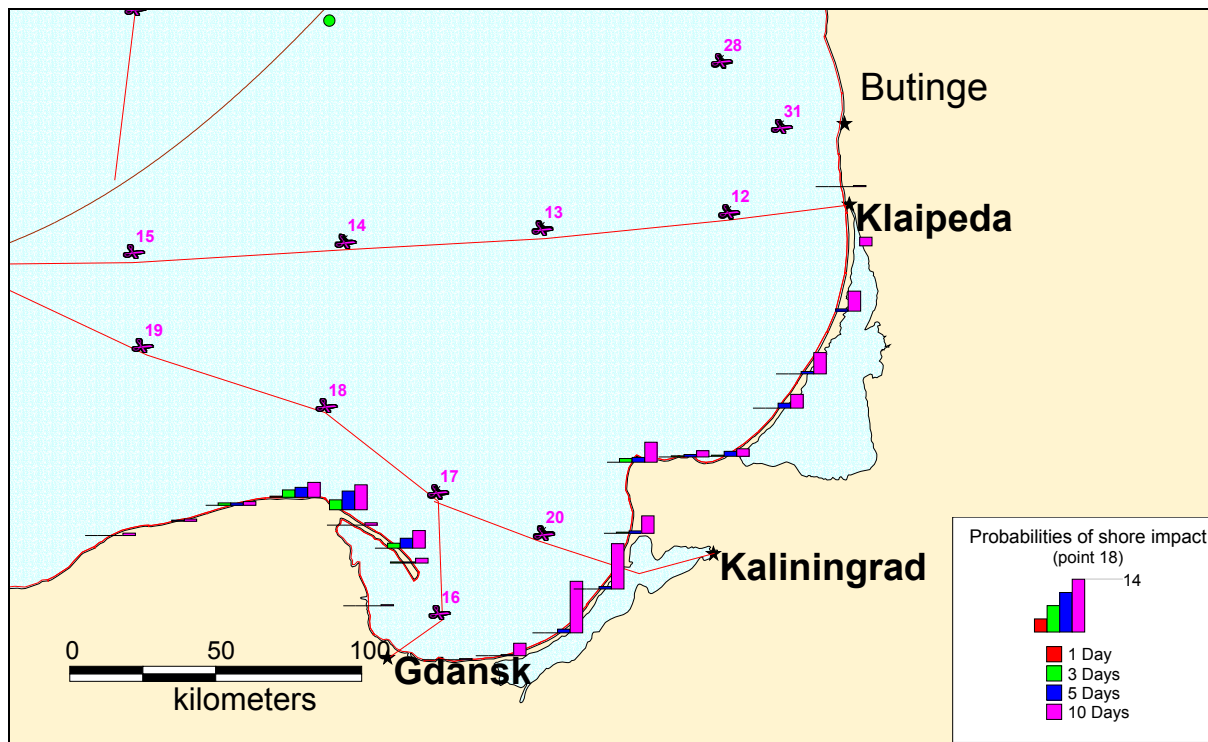 28
Butinge
31
12
Klaipeda
13
14
15
19
18
17
20
Kaliningrad
16
Gdansk
0 50 100
kilometers
Probabilities of shore impact
(point 18)
14
1 Day
3 Days
5 Days
10 Days